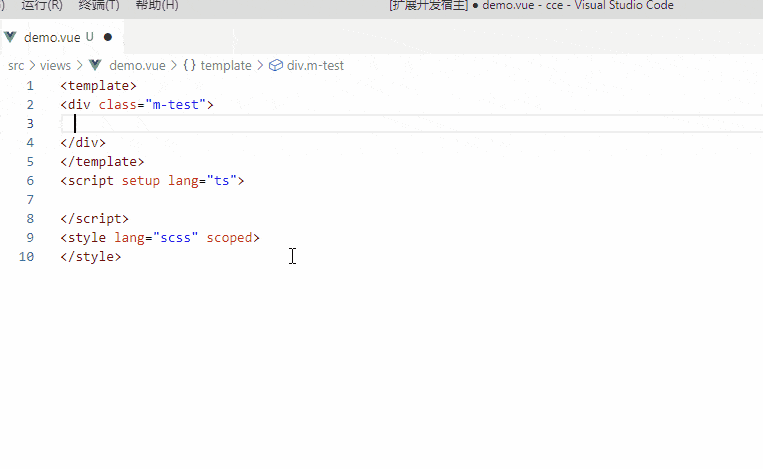 运行(R) 终端(T) 帮助(H) [扩展开发宿主] ● demo.vue - cce - Visual Studio Code
demo.vue U ●
src > views > demo.vue > {} template > div.m-test
1 <template>
2 <div class="m-test">
3
4 </div>
5 </template>
6 <script setup lang="ts">
7
8 </script>
9 <style lang="scss" scoped>
10 </style>